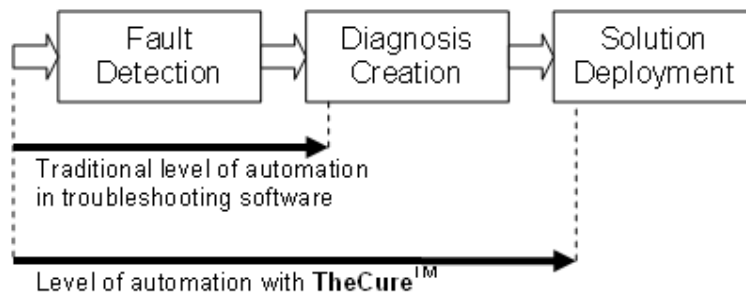 Fault
Detection
Diagnosis
Creation
Solution
Deployment
Traditional level of automation
in troubleshooting software
Level of automation with TheCure™